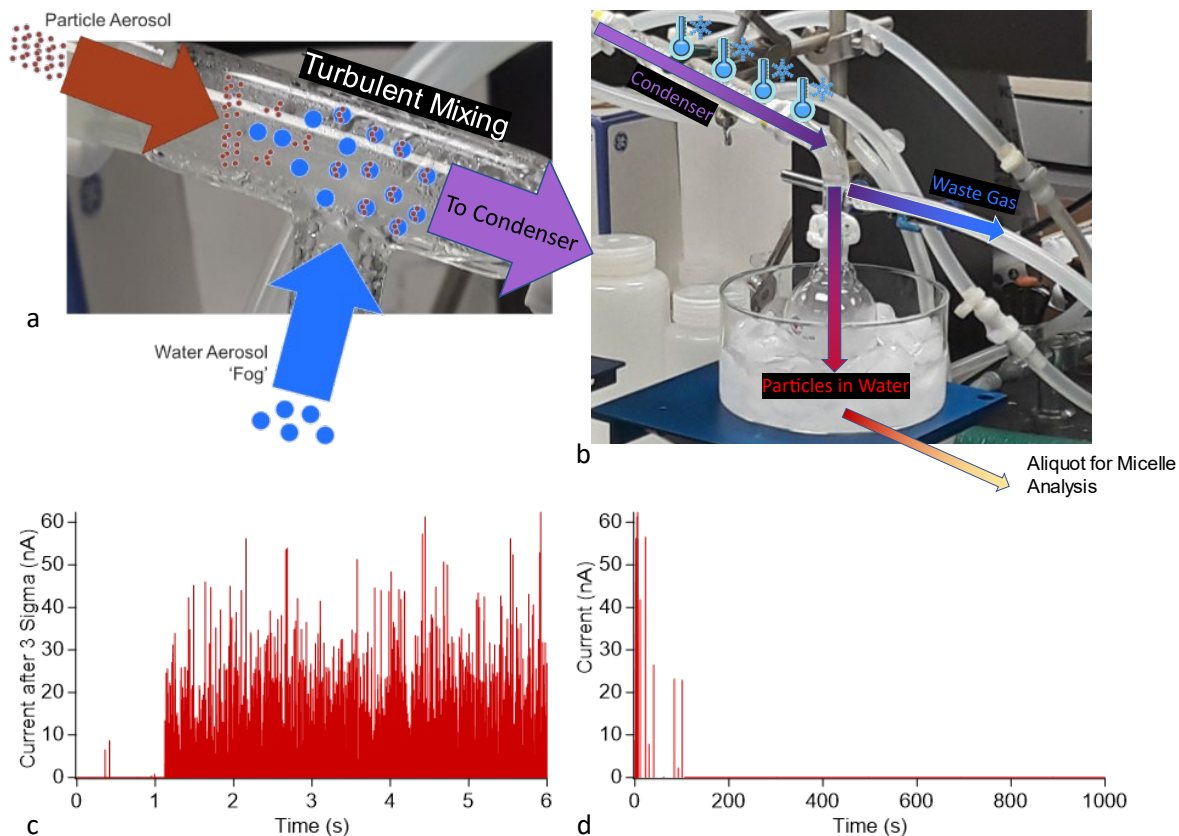 Particle Aerosol
Turbulent Mixing
To Condenser
Water Aerosol
'Fog'
a
Condenser
Waste Gas
Particles in Water
Aliquot for Micelle
Analysis
b
Current after 3 Sigma (nA)
60
50
40
30
20
10
0
0 1 2 3 4 5 6
Time (s)
c
Current (nA)
60
50
40
30
20
10
0
0 200 400 600 800 1000
Time (s)
d